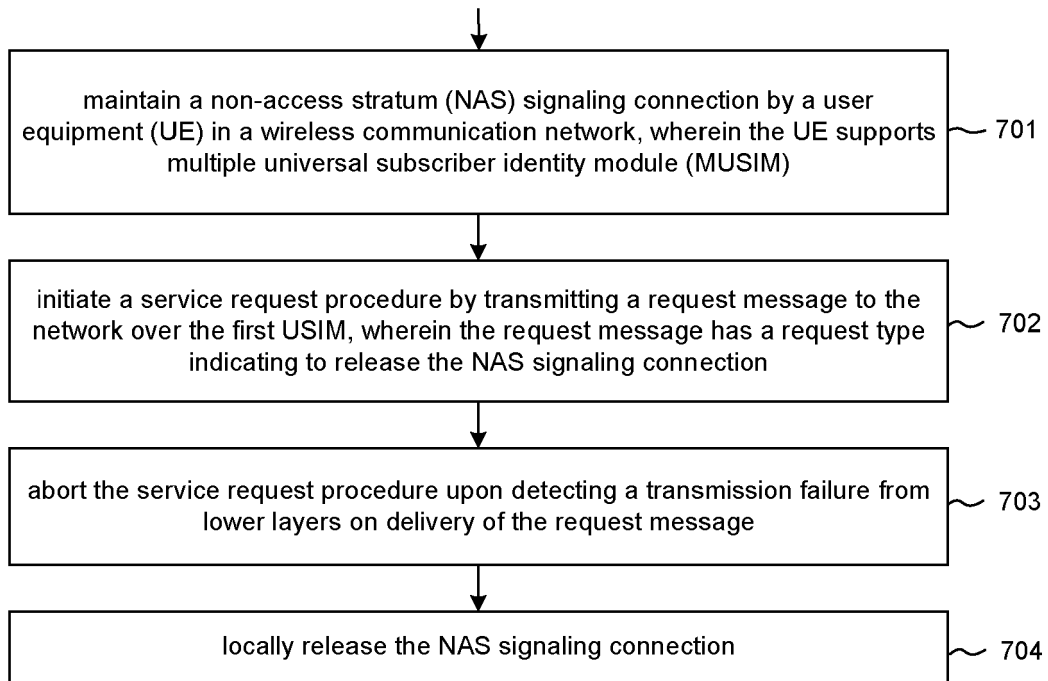 maintain a non-access stratum (NAS) signaling connection by a user
equipment (UE) in a wireless communication network, wherein the UE supports
multiple universal subscriber identity module (MUSIM)
701
initiate a service request procedure by transmitting a request message to the
network over the first USIM, wherein the request message has a request type
indicating to release the NAS signaling connection
702
abort the service request procedure upon detecting a transmission failure from
lower layers on delivery of the request message
703
locally release the NAS signaling connection
704